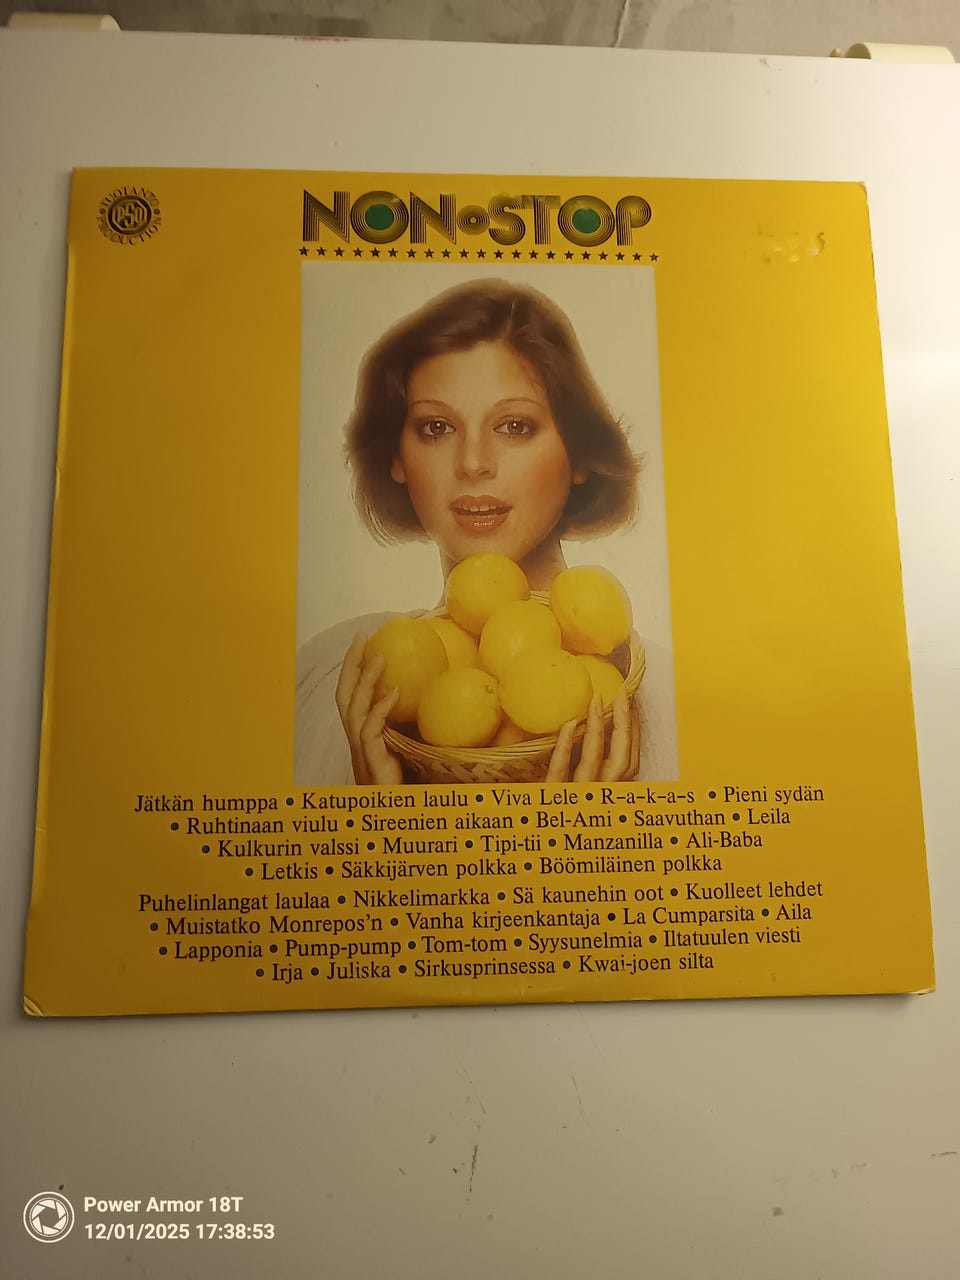 TUOTANTO
PSO
PRODUCTION
NON•STOP
Jätkän humppa • Katupoikien laulu • Viva Lele • R–a–k–a–s • Pieni sydän
• Ruhtinaan viulu • Sireenien aikaan • Bel-Ami • Saavuthan • Leila
• Kulkurin valssi • Muurari • Tipi-tii • Manzanilla • Ali-Baba
• Letkis • Säkkijärven polkka • Böömiläinen polkka
Puhelinlangat laulaa • Nikkelimarkka • Sä kaunehin oot • Kuolleet lehdet
• Muistatko Monrepos'n • Vanha kirjeenkantaja • La Cumparsita • Aila
• Lapponia • Pump-pump • Tom-tom • Syysunelmia • Iltatuulen viesti
• Irja • Juliska • Sirkusprinsessa • Kwai-joen silta
Power Armor 18T
12/01/2025 17:38:53